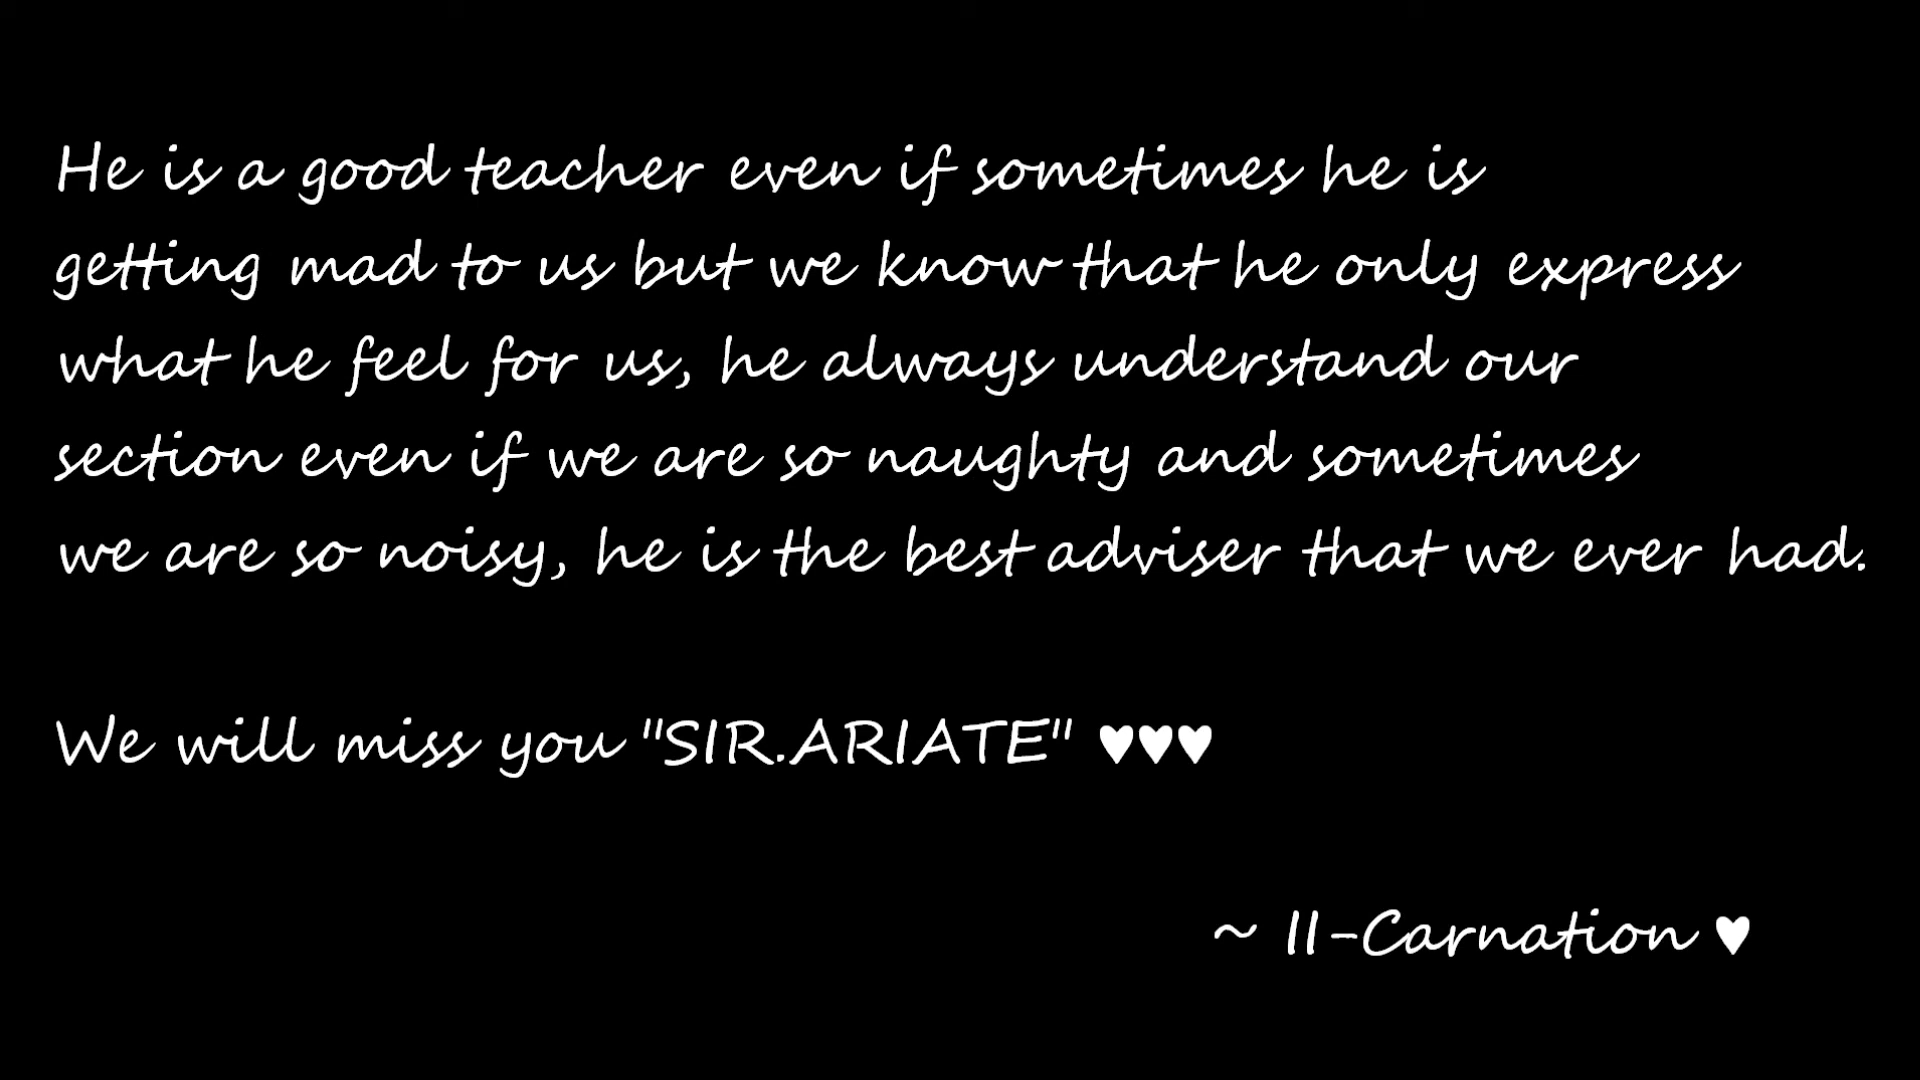 He is a good teacher even if sometimes he is
getting mad to us but we know that he only express
what he feel for us, he always understand our
section even if we are so naughty and sometimes
we are so noisy, he is the best adviser that we ever had.
We will miss you "SIR.ARIATE" ♥♥♥
~ II-Carnation ♥